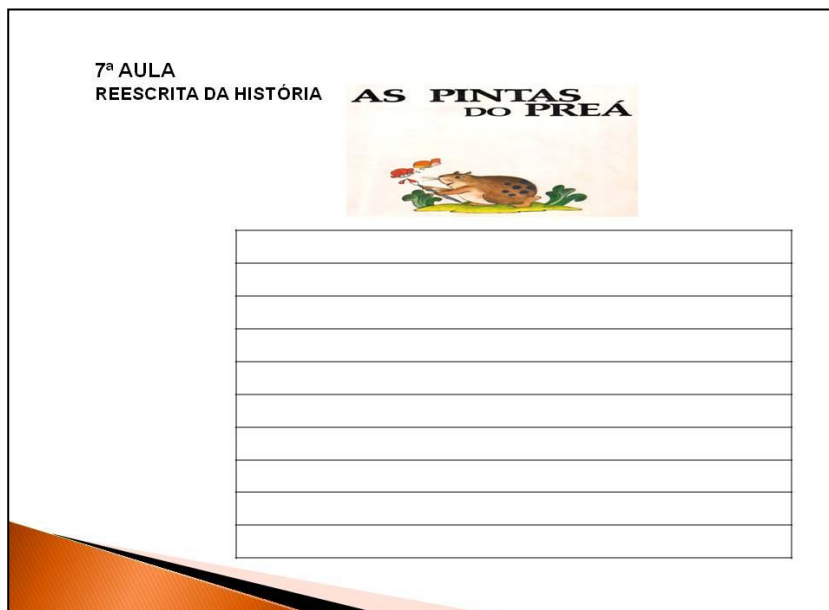 7ª AULA
REESCRITA DA HISTÓRIA
AS PINTAS
DO PREÁ